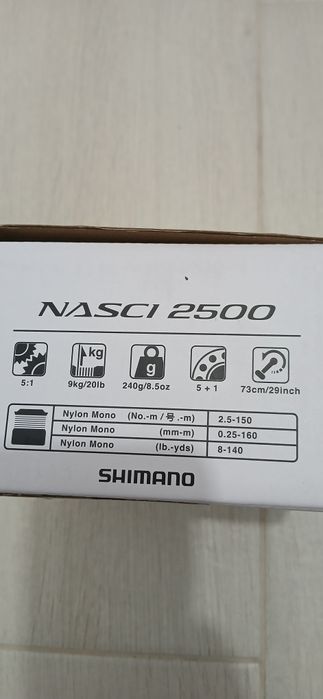 NASCI 2500
kg
g
5:1
9kg/20lb
240g/8.5oz
5 + 1
73cm/29inch
Nylon Mono (No.-m / 号.-m) 2.5-150
Nylon Mono (mm-m) 0.25-160
Nylon Mono (lb.-yds) 8-140
SHIMANO